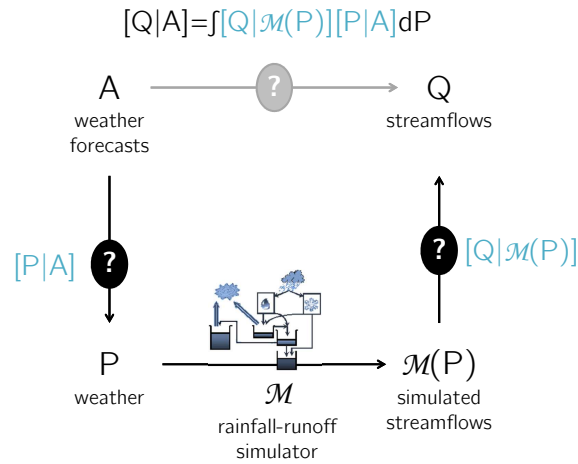 [Q|A]=∫[Q|ℳ(P)][P|A]dP
A
?
Q
weather
forecasts
streamflows
[P|A]
?
?
[Q|ℳ(P)]
P
ℳ
ℳ(P)
weather
rainfall-runoff
simulator
simulated
streamflows